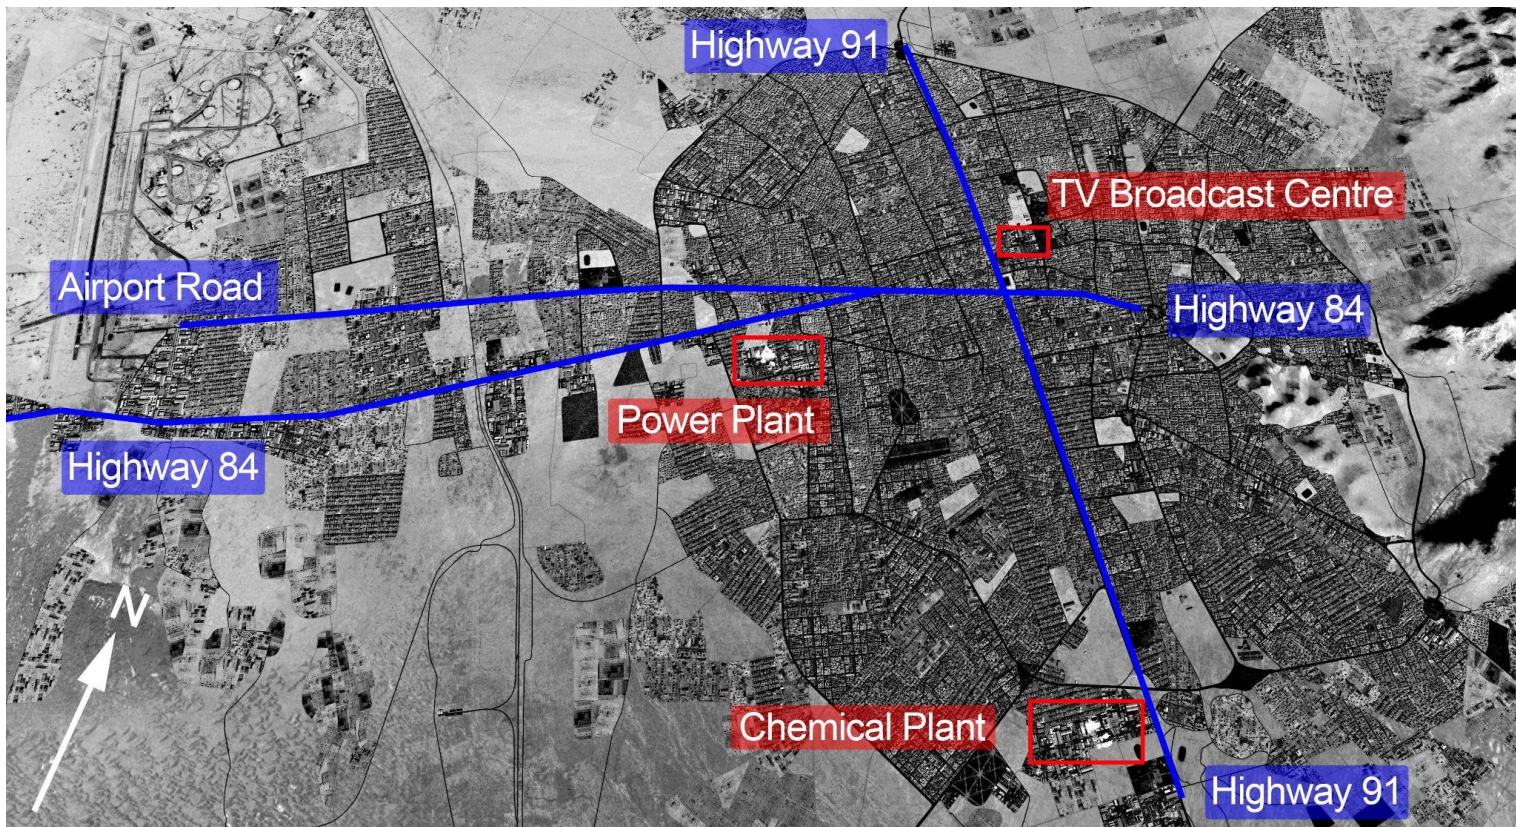 Highway 91
TV Broadcast Centre
Airport Road
Highway 84
Power Plant
Highway 84
N
Chemical Plant
Highway 91